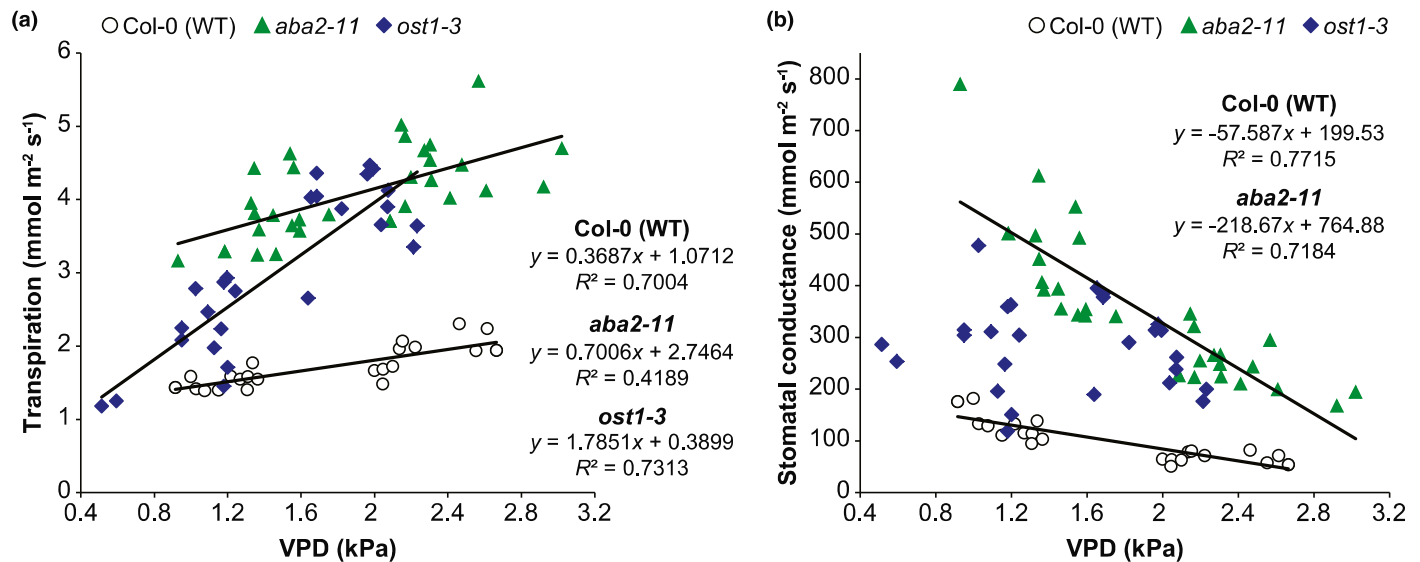 (a)
Col-0 (WT) aba2-11 ost1-3
Transpiration (mmol m⁻² s⁻¹)
6
5
4
3
2
1
0
0.4 0.8 1.2 1.6 2 2.4 2.8 3.2
VPD (kPa)
Col-0 (WT)
y = 0.3687x + 1.0712
R² = 0.7004
aba2-11
y = 0.7006x + 2.7464
R² = 0.4189
ost1-3
y = 1.7851x + 0.3899
R² = 0.7313
(b)
Col-0 (WT) aba2-11 ost1-3
Stomatal conductance (mmol m⁻² s⁻¹)
800
700
600
500
400
300
200
100
0
0.4 0.8 1.2 1.6 2 2.4 2.8 3.2
VPD (kPa)
Col-0 (WT)
y = -57.587x + 199.53
R² = 0.7715
aba2-11
y = -218.67x + 764.88
R² = 0.7184